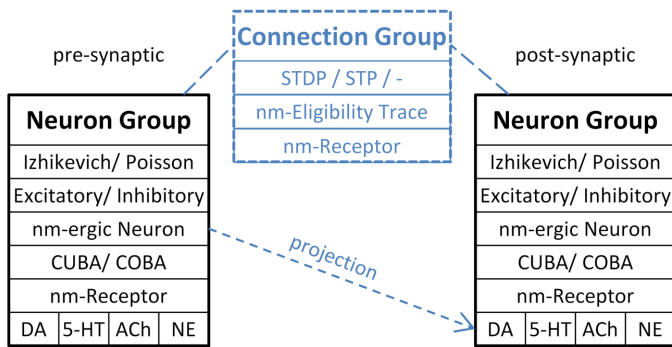 pre-synaptic
Connection Group
post-synaptic
STDP / STP / -
nm-Eligibility Trace
nm-Receptor
Neuron Group
Izhikevich/ Poisson
Excitatory/ Inhibitory
nm-ergic Neuron
CUBA/ COBA
nm-Receptor
DA 5-HT ACh NE
projection
Neuron Group
Izhikevich/ Poisson
Excitatory/ Inhibitory
nm-ergic Neuron
CUBA/ COBA
nm-Receptor
DA 5-HT ACh NE